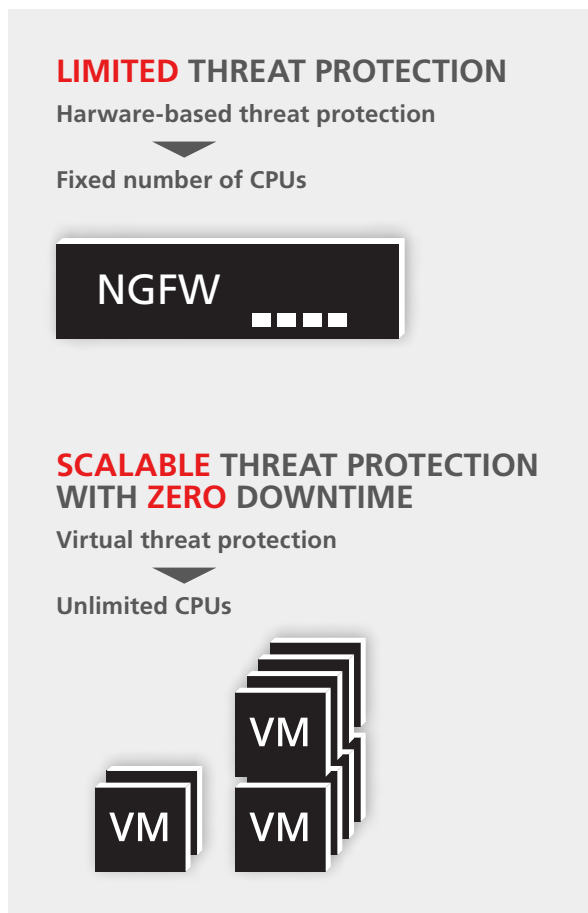 LIMITED THREAT PROTECTION
Harware-based threat protection
Fixed number of CPUs
NGFW
SCALABLE THREAT PROTECTION
WITH ZERO DOWNTIME
Virtual threat protection
Unlimited CPUs
VM
VM
VM